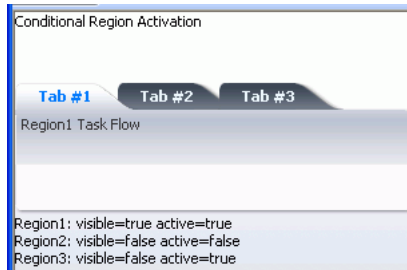 Conditional Region Activation
Tab #1 Tab #2 Tab #3
Region1 Task Flow
Region1: visible=true active=true
Region2: visible=false active=false
Region3: visible=false active=true